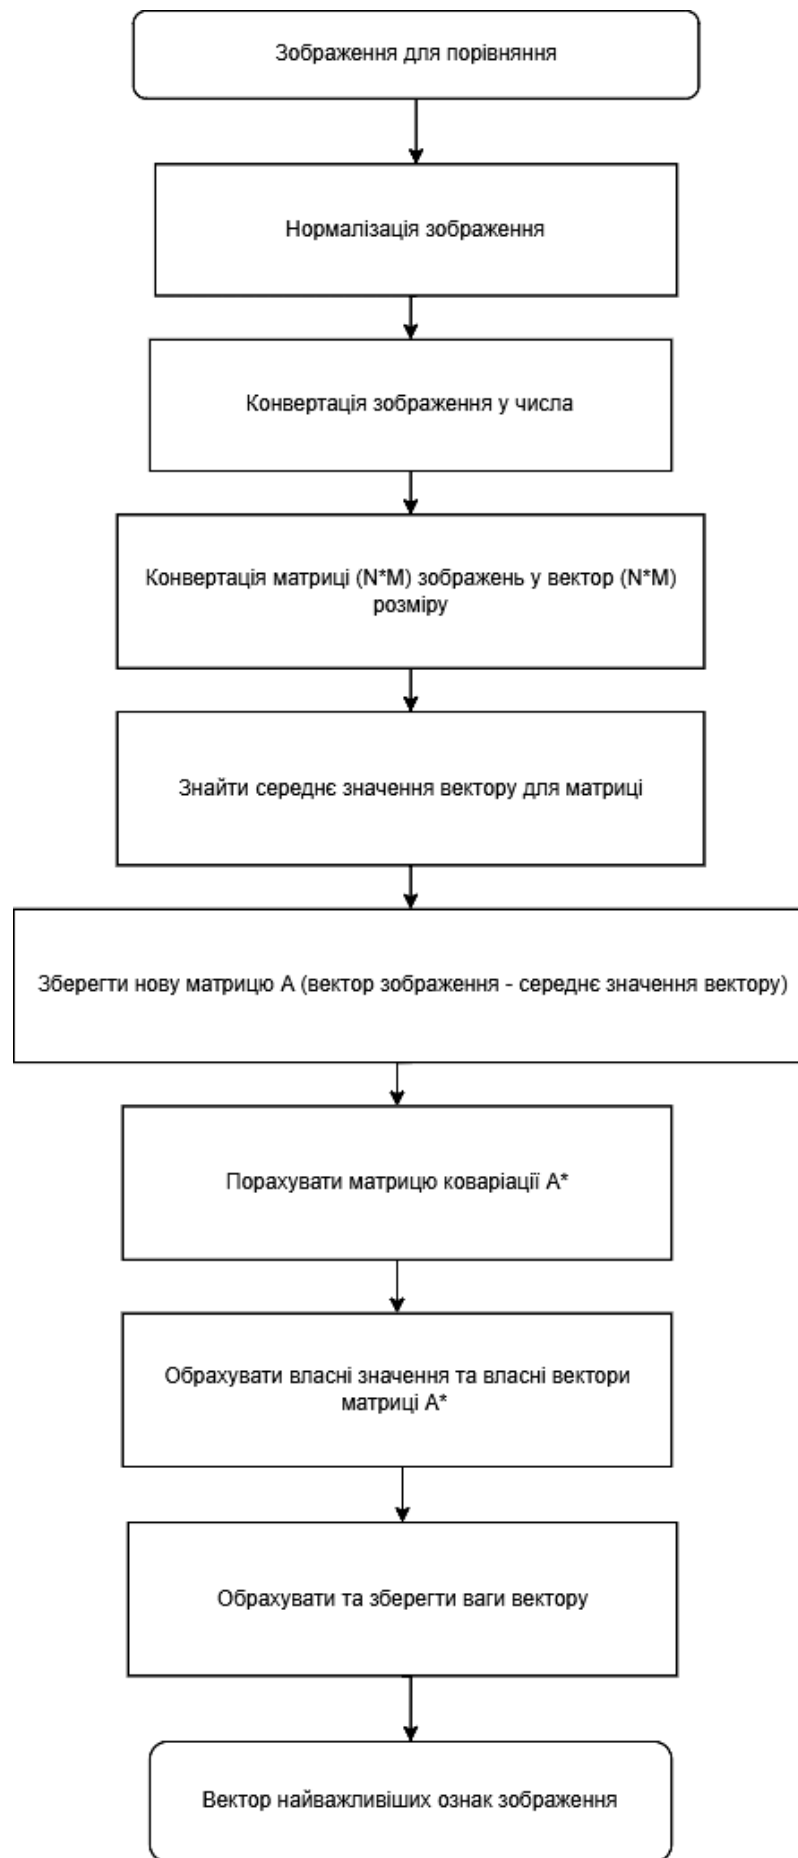 Зображення для порівняння
Нормалізація зображення
Конвертація зображення у числа
Конвертація матриці (N*M) зображень у вектор (N*M)
розміру
Знайти середнє значення вектору для матриці
Зберегти нову матрицю А (вектор зображення - середнє значення вектору)
Порахувати матрицю коваріації А*
Обрахувати власні значення та власні вектори
матриці А*
Обрахувати та зберегти ваги вектору
Вектор найважливіших ознак зображення